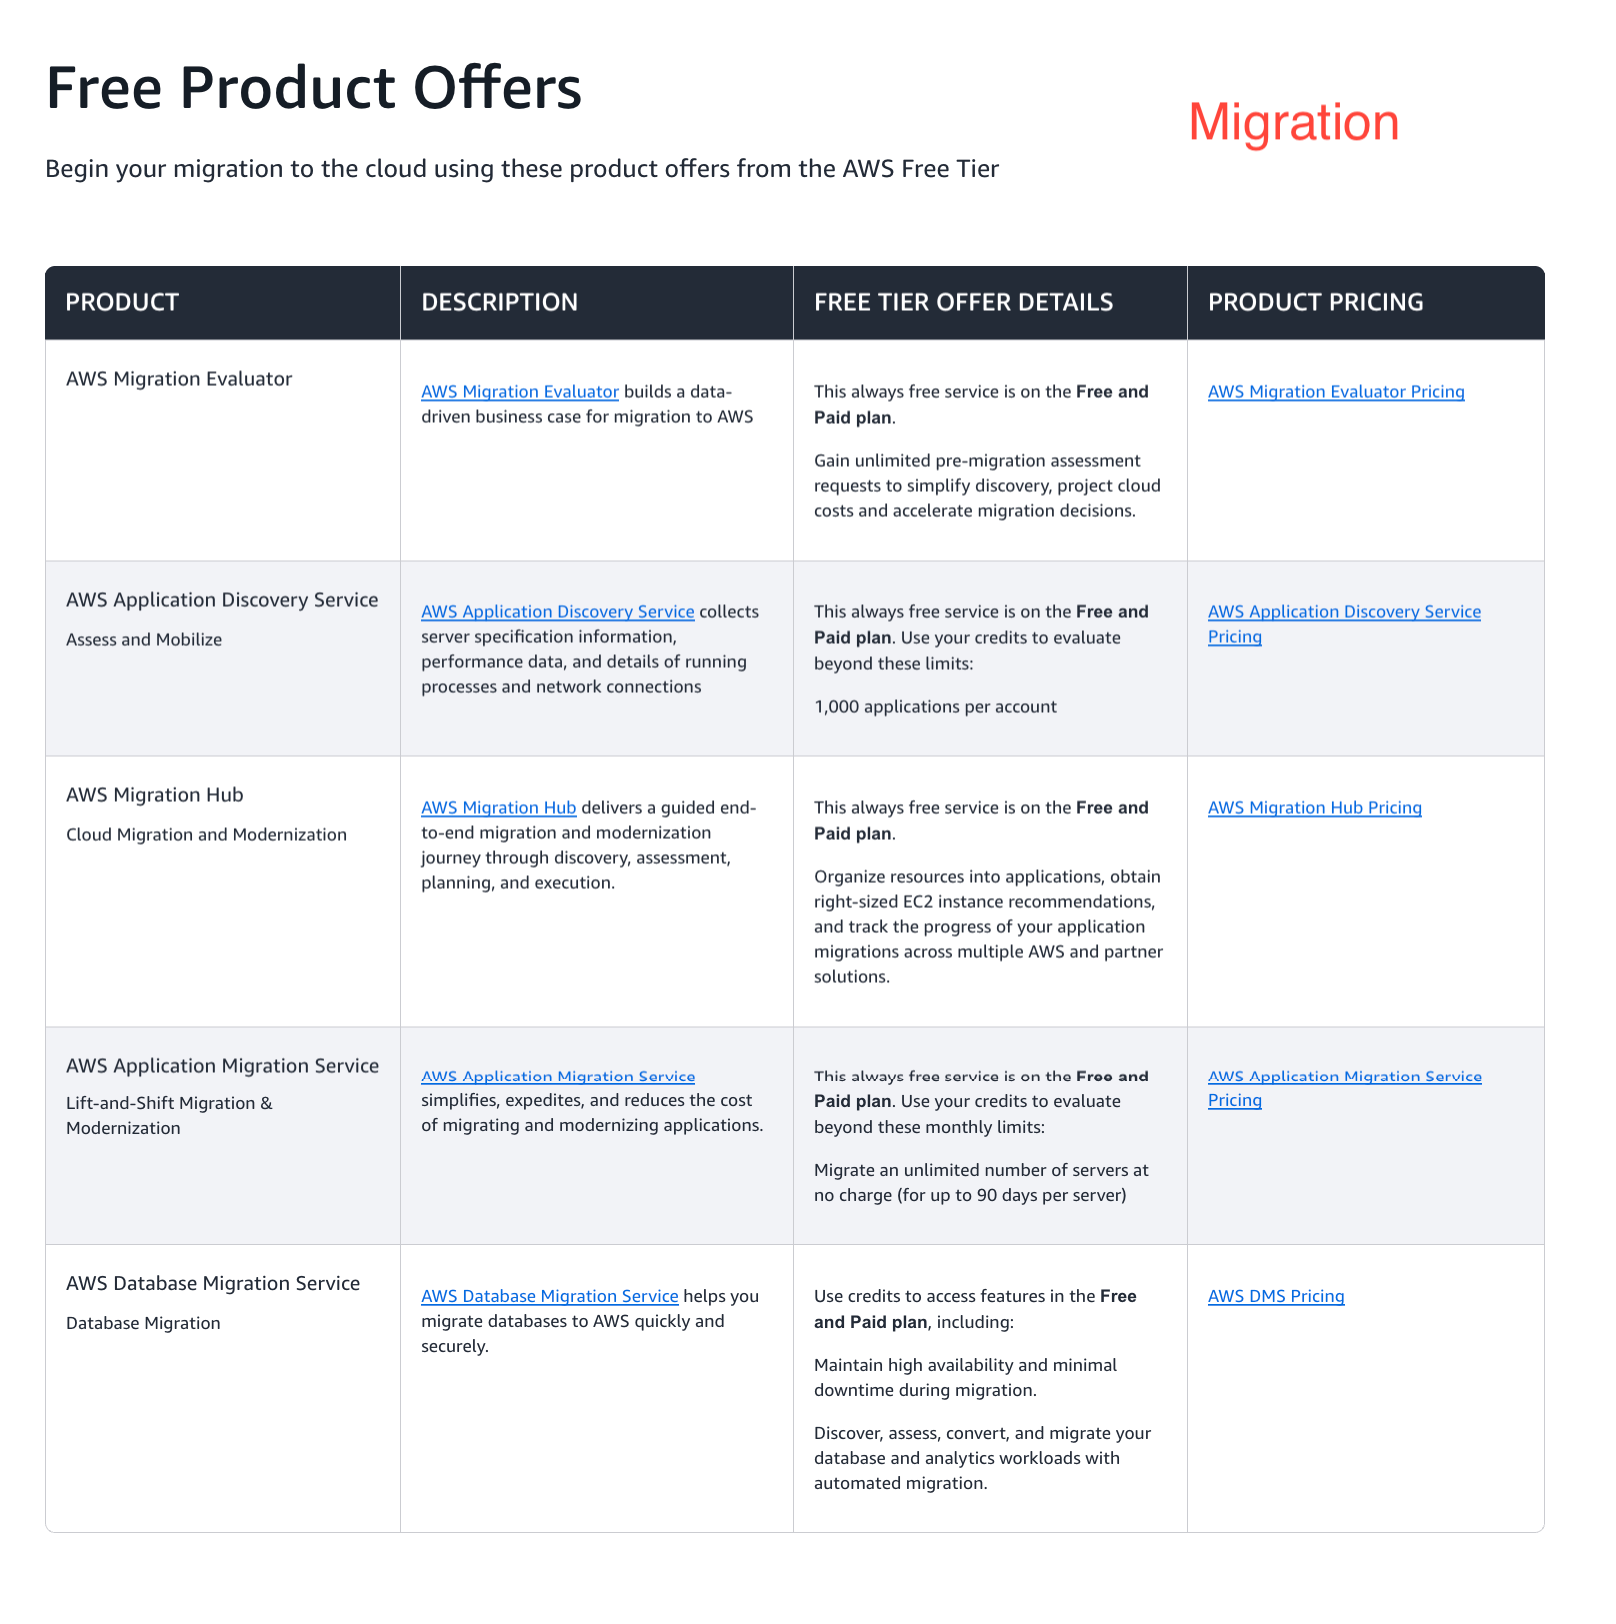 Free Product Offers
Migration
Begin your migration to the cloud using these product offers from the AWS Free Tier
PRODUCT
DESCRIPTION
FREE TIER OFFER DETAILS
PRODUCT PRICING
AWS Migration Evaluator
AWS Migration Evaluator builds a data-
driven business case for migration to AWS
This always free service is on the Free and
Paid plan.
Gain unlimited pre-migration assessment
requests to simplify discovery, project cloud
costs and accelerate migration decisions.
AWS Migration Evaluator Pricing
AWS Application Discovery Service
Assess and Mobilize
AWS Application Discovery Service collects
server specification information,
performance data, and details of running
processes and network connections
This always free service is on the Free and
Paid plan. Use your credits to evaluate
beyond these limits:
1,000 applications per account
AWS Application Discovery Service
Pricing
AWS Migration Hub
Cloud Migration and Modernization
AWS Migration Hub delivers a guided end-
to-end migration and modernization
journey through discovery, assessment,
planning, and execution.
This always free service is on the Free and
Paid plan.
Organize resources into applications, obtain
right-sized EC2 instance recommendations,
and track the progress of your application
migrations across multiple AWS and partner
solutions.
AWS Migration Hub Pricing
AWS Application Migration Service
Lift-and-Shift Migration &
Modernization
AWS Application Migration Service
simplifies, expedites, and reduces the cost
of migrating and modernizing applications.
This always free service is on the Free and
Paid plan. Use your credits to evaluate
beyond these monthly limits:
Migrate an unlimited number of servers at
no charge (for up to 90 days per server)
AWS Application Migration Service
Pricing
AWS Database Migration Service
Database Migration
AWS Database Migration Service helps you
migrate databases to AWS quickly and
securely.
Use credits to access features in the Free
and Paid plan, including:
Maintain high availability and minimal
downtime during migration.
Discover, assess, convert, and migrate your
database and analytics workloads with
automated migration.
AWS DMS Pricing